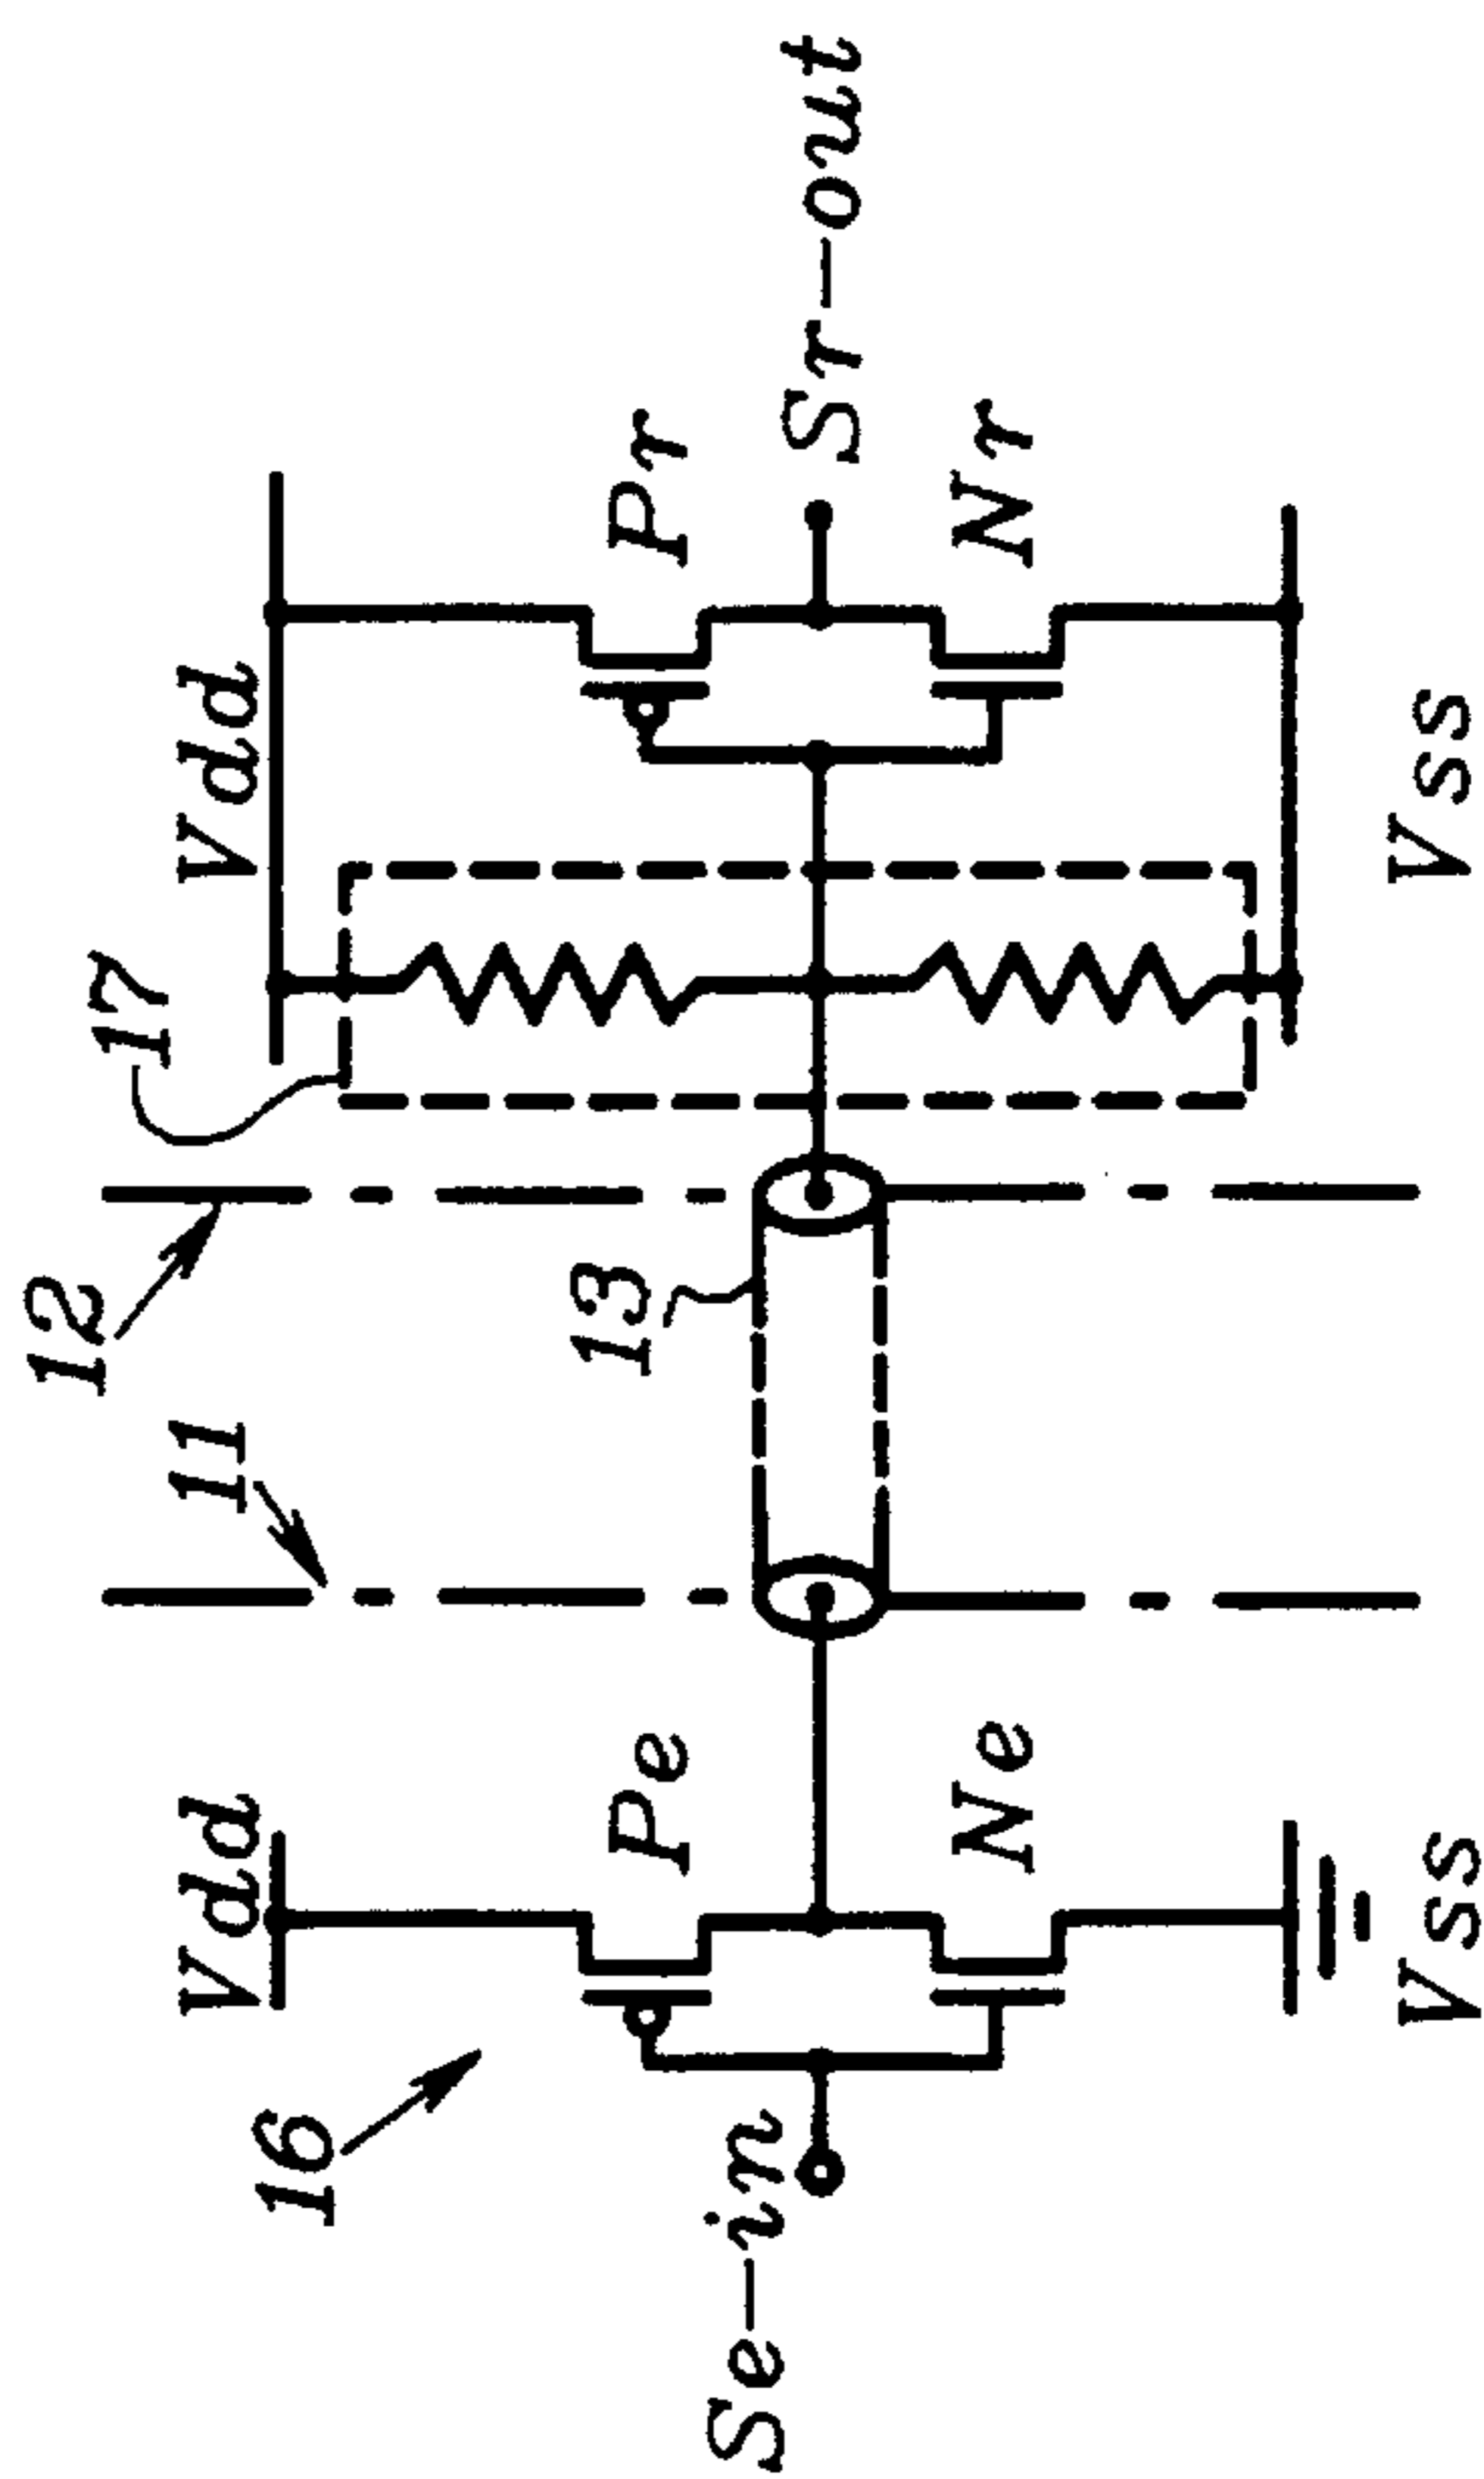 12
17
11
Vdd
Vdd
16
13
Pe
Pr
Se-in
Sr-out
Ne
Nr
Vss
Vss